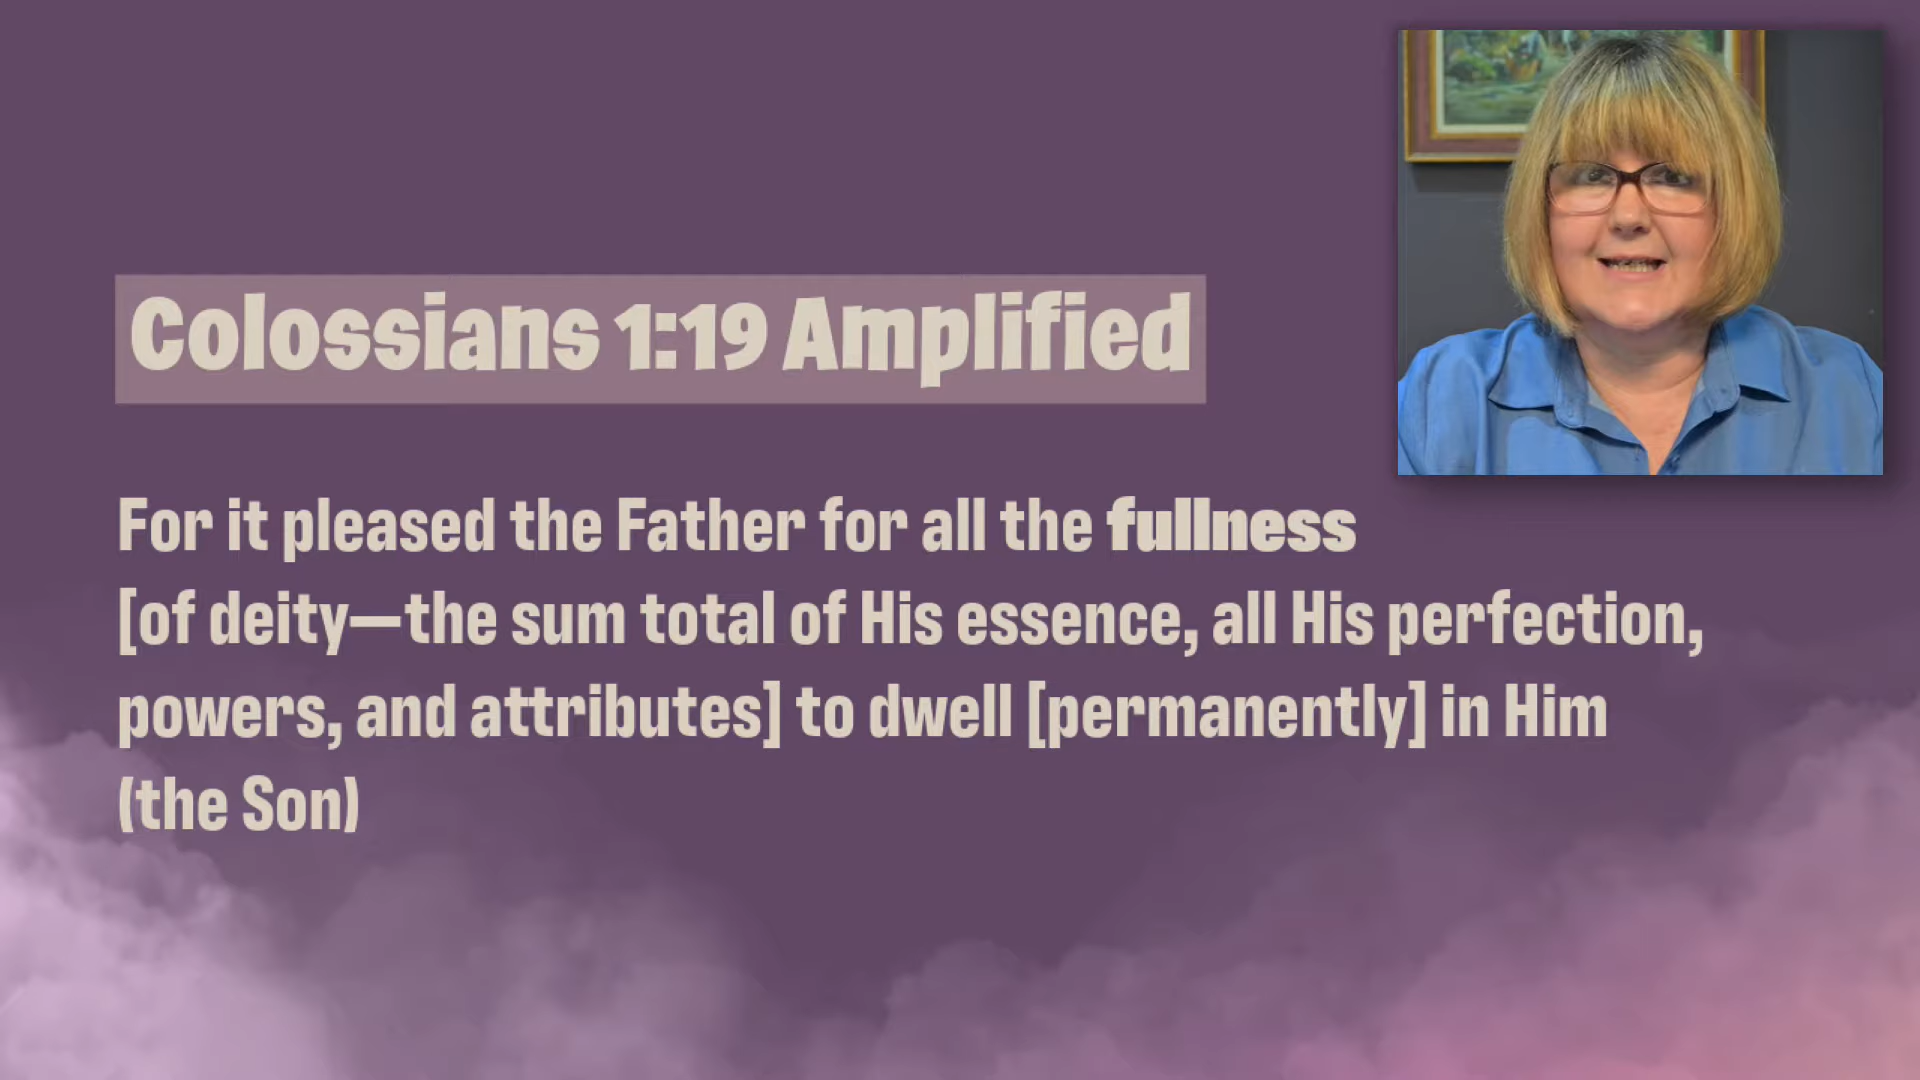 Colossians 1:19 Amplified
For it pleased the Father for all the fullness
[of deity—the sum total of His essence, all His perfection,
powers, and attributes] to dwell [permanently] in Him
(the Son)